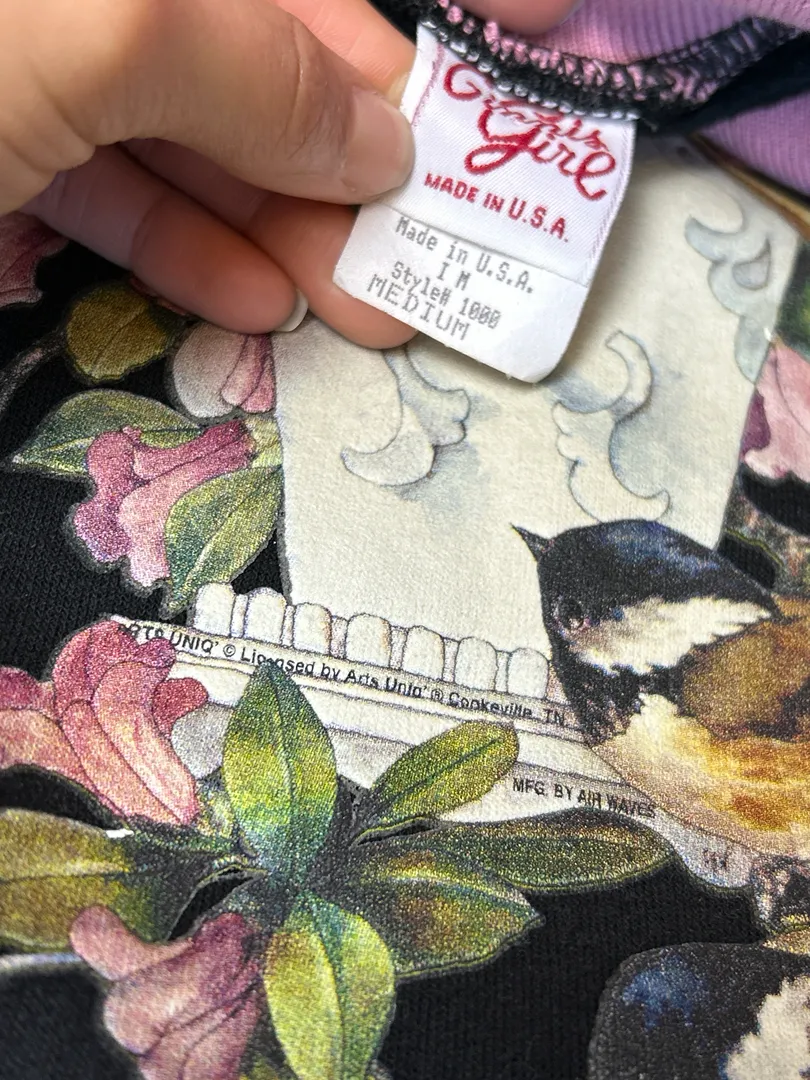 Girl
MADE IN U.S.A.
Made in U.S.A.
I M
Style# 1000
MEDIUM
ARTS UNIQ' © Licensed by Arts Uniq' ® Cookeville, TN
MFG. BY AIR WAVES